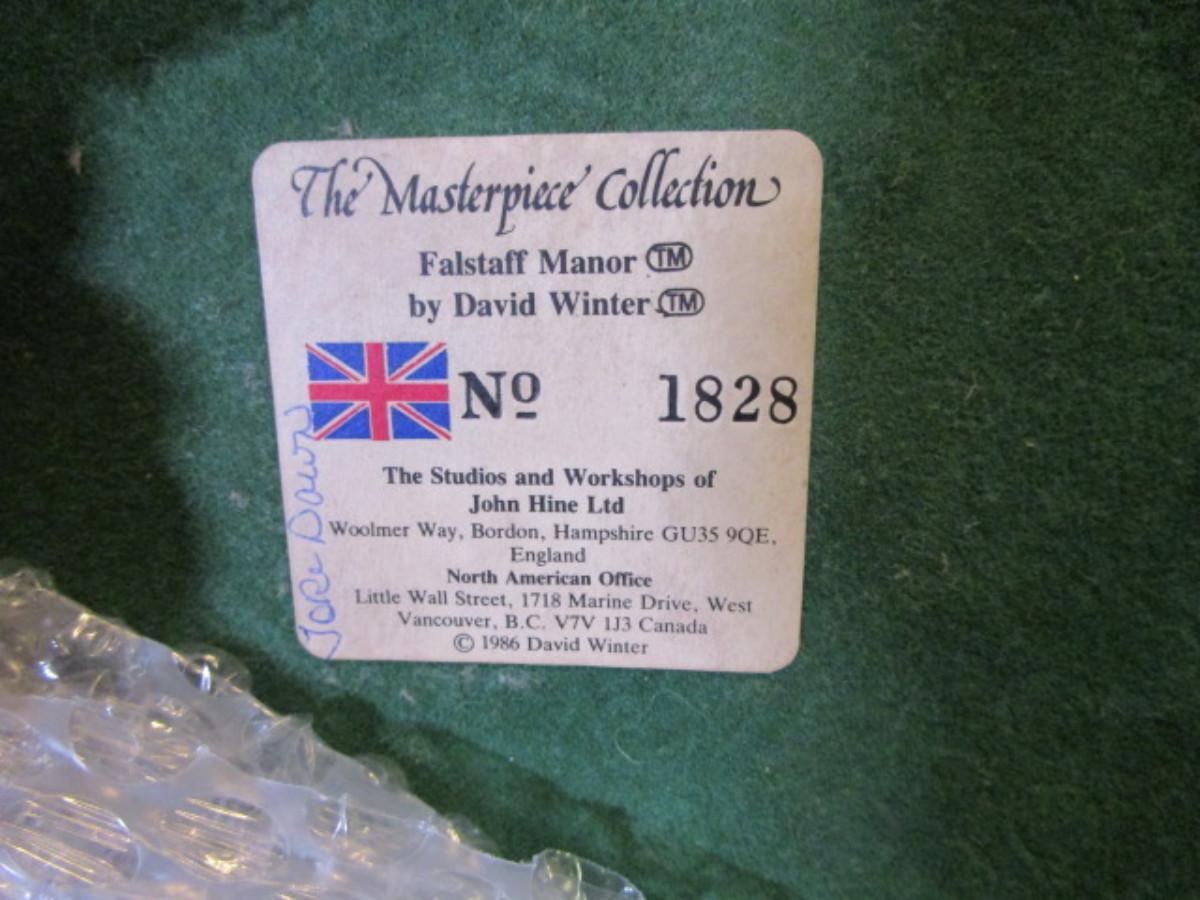 The Masterpiece Collection
Falstaff Manor TM
by David Winter TM
Nº 1828
The Studios and Workshops of
John Hine Ltd
Woolmer Way, Bordon, Hampshire GU35 9QE,
England
North American Office
Little Wall Street, 1718 Marine Drive, West
Vancouver, B.C. V7V 1J3 Canada
© 1986 David Winter